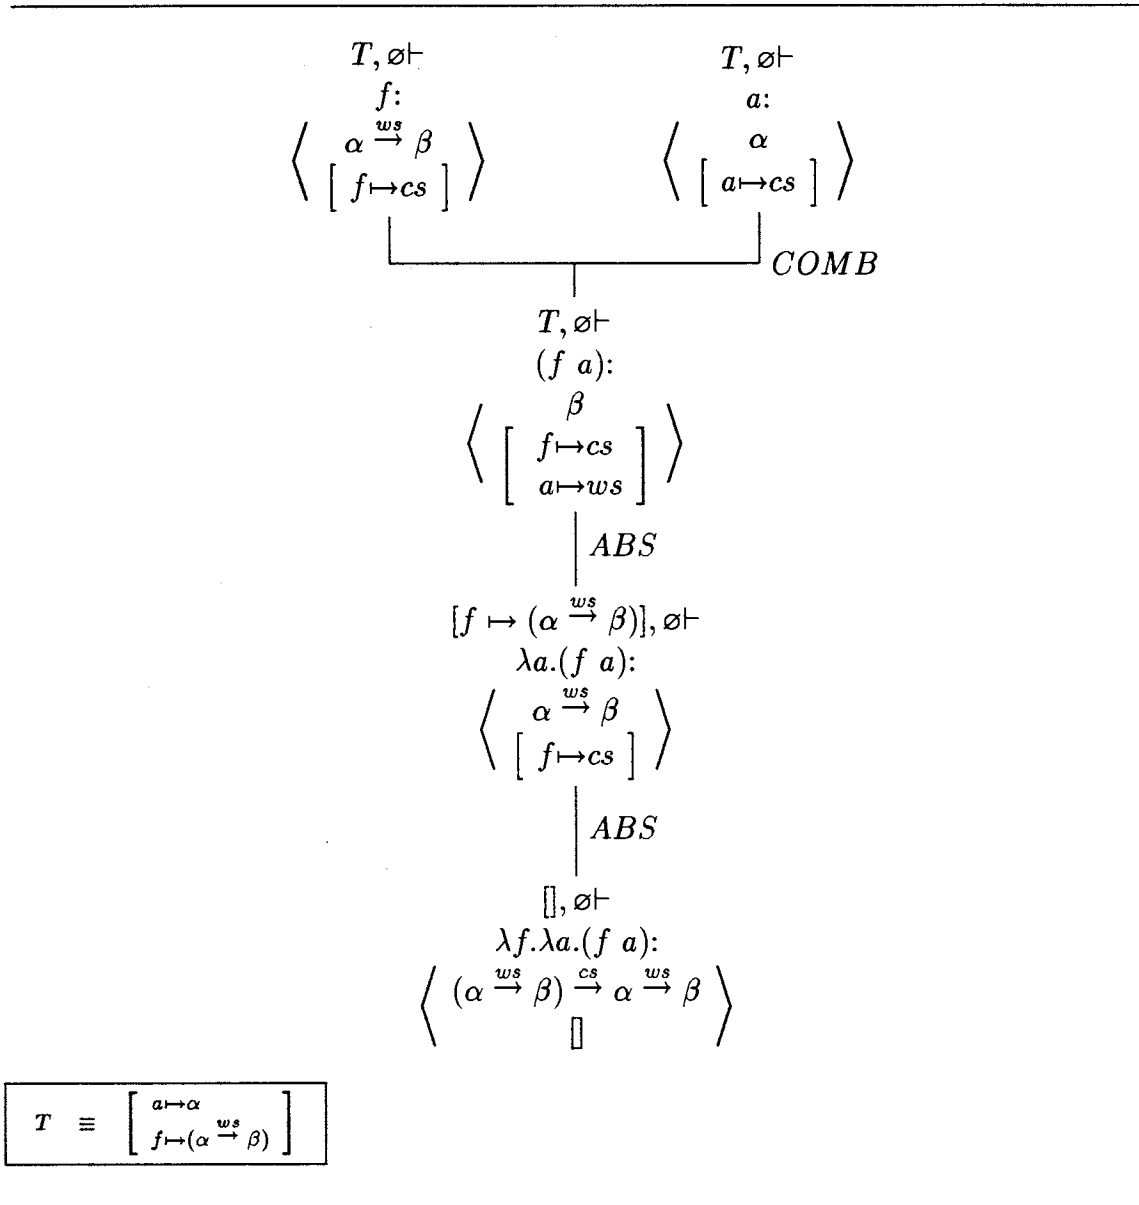 T, ∅⊢ T, ∅⊢
f: a:
⟨ α →^{ws} β [ f↦cs ] ⟩ ⟨ α [ a↦cs ] ⟩
COMB
T, ∅⊢
(f a):
β
⟨ [ f↦cs
a↦ws ] ⟩
ABS
[f ↦ (α →^{ws} β)], ∅⊢
λa.(f a):
⟨ α →^{ws} β
[ f↦cs ] ⟩
ABS
[], ∅⊢
λf.λa.(f a):
⟨ (α →^{ws} β) →^{cs} α →^{ws} β
[] ⟩
T ≡ [ a↦α
f↦(α →^{ws} β) ]